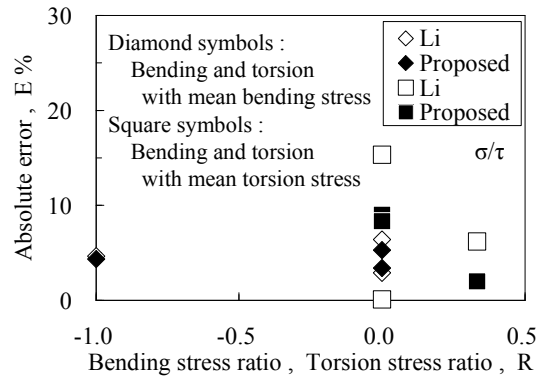 30
20
10
0
Absolute error , E %
Diamond symbols :
Bending and torsion
with mean bending stress
Square symbols :
Bending and torsion
with mean torsion stress
Li
Proposed
Li
Proposed
σ/τ
-1.0 -0.5 0.0 0.5
Bending stress ratio , Torsion stress ratio , R